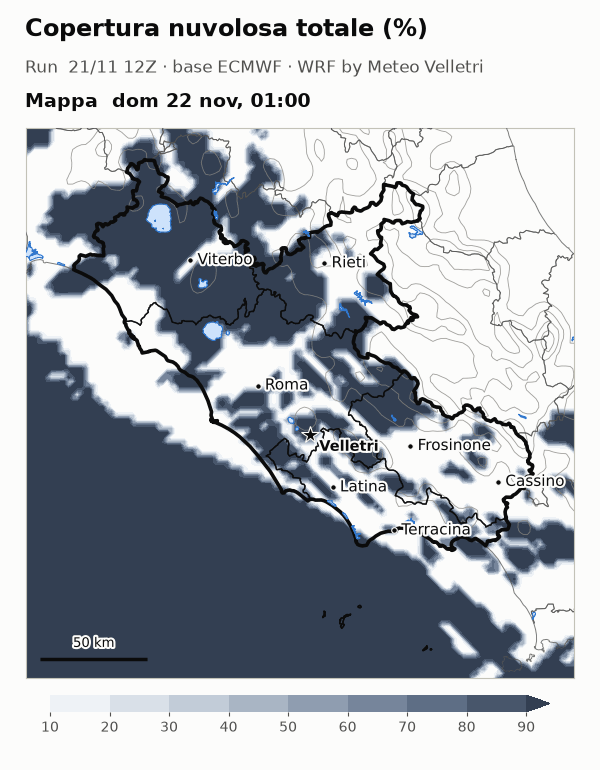 Copertura nuvolosa totale (%)
Run  21/11 12Z · base ECMWF · WRF by Meteo Velletri
Mappa  dom 22 nov, 01:00
Viterbo
Rieti
Roma
Velletri
Frosinone
Latina
Cassino
Terracina
50 km
10 20 30 40 50 60 70 80 90